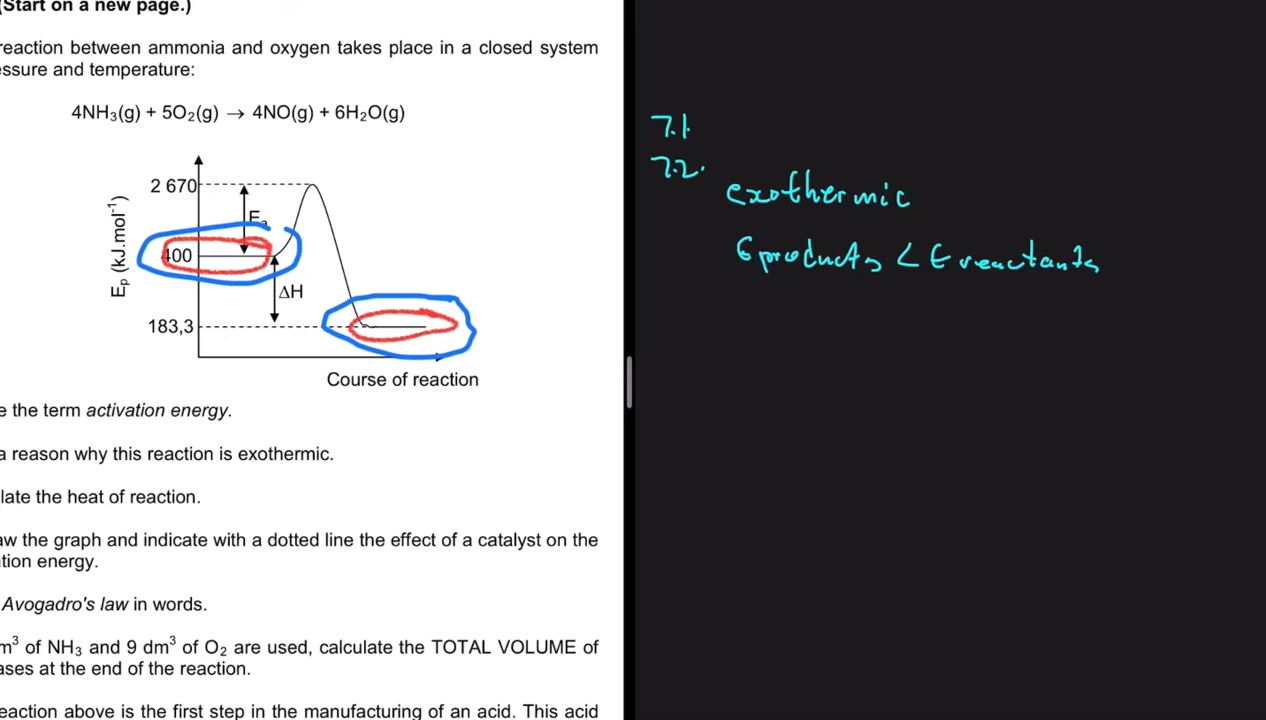 (Start on a new page.)
reaction between ammonia and oxygen takes place in a closed system
essure and temperature:
4NH₃(g) + 5O₂(g) → 4NO(g) + 6H₂O(g)
2 670
Eₐ
400
ΔH
183,3
Eₚ (kJ.mol⁻¹)
Course of reaction
e the term activation energy.
a reason why this reaction is exothermic.
late the heat of reaction.
aw the graph and indicate with a dotted line the effect of a catalyst on the
ation energy.
Avogadro's law in words.
m³ of NH₃ and 9 dm³ of O₂ are used, calculate the TOTAL VOLUME of
ases at the end of the reaction.
eaction above is the first step in the manufacturing of an acid. This acid
7.1
7.2.
exothermic
E products < E reactants